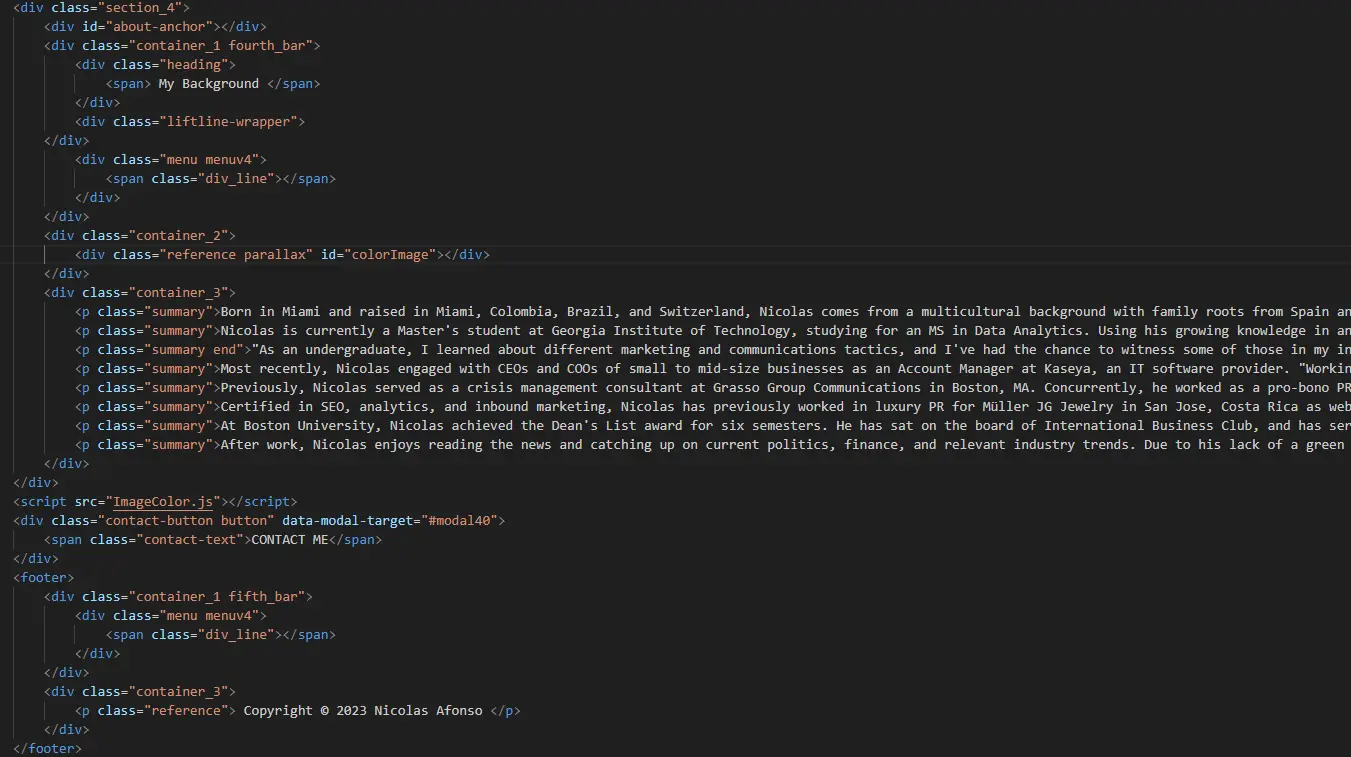 <div class="section_4">
<div id="about-anchor"></div>
<div class="container_1 fourth_bar">
<div class="heading">
<span> My Background </span>
</div>
<div class="liftline-wrapper">
</div>
<div class="menu menuv4">
<span class="div_line"></span>
</div>
</div>
<div class="container_2">
<div class="reference parallax" id="colorImage"></div>
</div>
<div class="container_3">
<p class="summary">Born in Miami and raised in Miami, Colombia, Brazil, and Switzerland, Nicolas comes from a multicultural background with family roots from Spain an
<p class="summary">Nicolas is currently a Master's student at Georgia Institute of Technology, studying for an MS in Data Analytics. Using his growing knowledge in an
<p class="summary end">"As an undergraduate, I learned about different marketing and communications tactics, and I've had the chance to witness some of those in my in
<p class="summary">Most recently, Nicolas engaged with CEOs and COOs of small to mid-size businesses as an Account Manager at Kaseya, an IT software provider. "Workin
<p class="summary">Previously, Nicolas served as a crisis management consultant at Grasso Group Communications in Boston, MA. Concurrently, he worked as a pro-bono PR
<p class="summary">Certified in SEO, analytics, and inbound marketing, Nicolas has previously worked in luxury PR for Müller JG Jewelry in San Jose, Costa Rica as web
<p class="summary">At Boston University, Nicolas achieved the Dean's List award for six semesters. He has sat on the board of International Business Club, and has ser
<p class="summary">After work, Nicolas enjoys reading the news and catching up on current politics, finance, and relevant industry trends. Due to his lack of a green
</div>
</div>
<script src="ImageColor.js"></script>
<div class="contact-button button" data-modal-target="#modal40">
<span class="contact-text">CONTACT ME</span>
</div>
<footer>
<div class="container_1 fifth_bar">
<div class="menu menuv4">
<span class="div_line"></span>
</div>
</div>
<div class="container_3">
<p class="reference"> Copyright © 2023 Nicolas Afonso </p>
</div>
</footer>